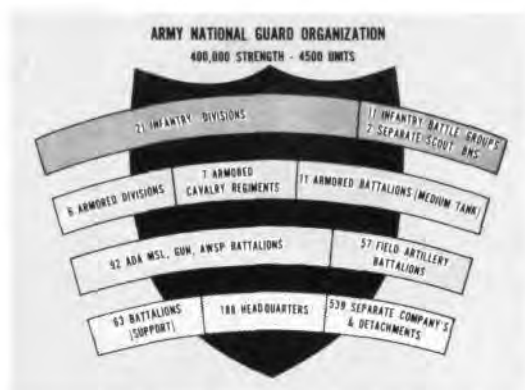 ARMY NATIONAL GUARD ORGANIZATION
400,000 STRENGTH - 4500 UNITS
21 INFANTRY DIVISIONS
11 INFANTRY BATTLE GROUPS
2 SEPARATE SCOUT BNS
6 ARMORED DIVISIONS
7 ARMORED
CAVALRY REGIMENTS
11 ARMORED BATTALIONS (MEDIUM TANK)
92 ADA MSL, GUN, AWSP BATTALIONS
57 FIELD ARTILLERY
BATTALIONS
63 BATTALIONS
(SUPPORT)
188 HEADQUARTERS
539 SEPARATE COMPANY'S
& DETACHMENTS